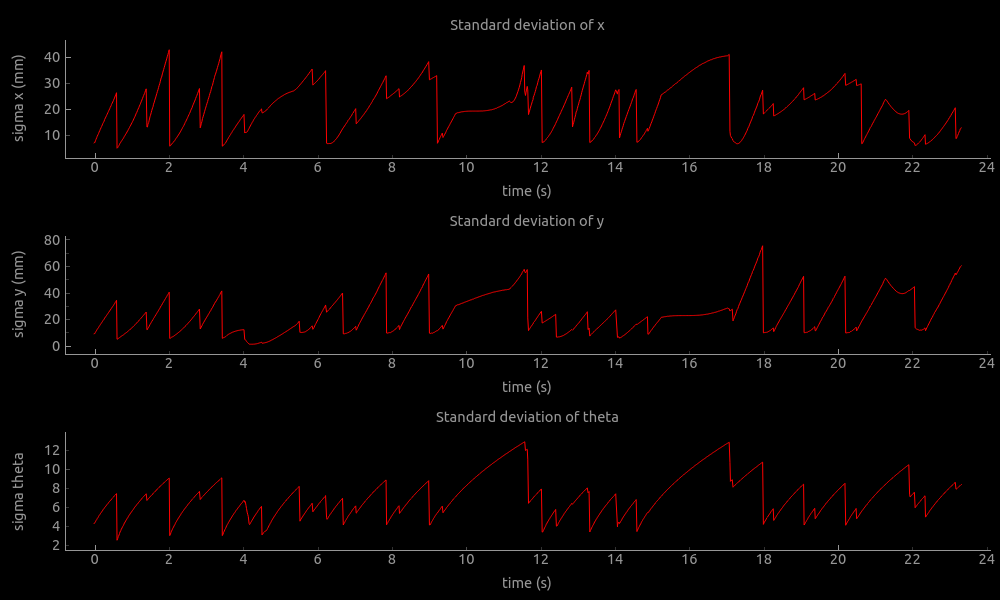 Standard deviation of x
sigma x (mm)
40
30
20
10
0 2 4 6 8 10 12 14 16 18 20 22 24
time (s)
Standard deviation of y
sigma y (mm)
80
60
40
20
0
0 2 4 6 8 10 12 14 16 18 20 22 24
time (s)
Standard deviation of theta
sigma theta
12
10
8
6
4
2
0 2 4 6 8 10 12 14 16 18 20 22 24
time (s)